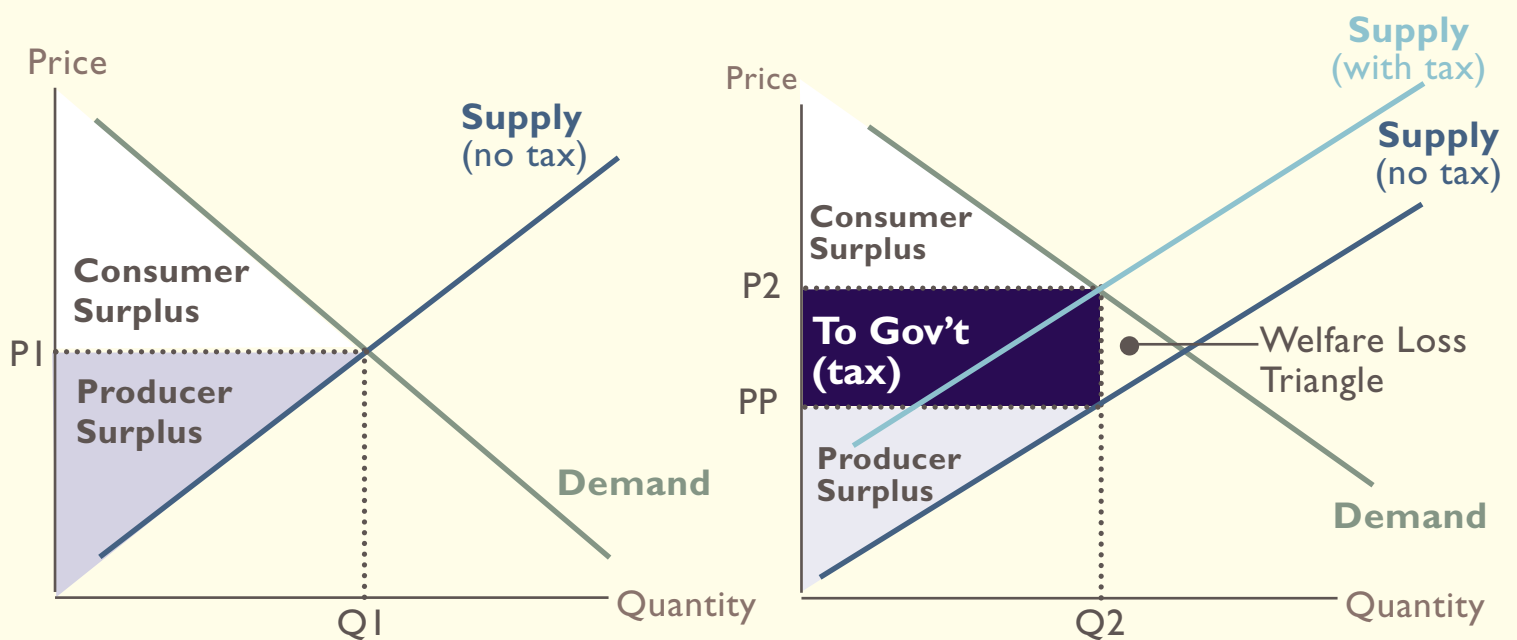 Price
Supply
(no tax)
Consumer
Surplus
P1
Producer
Surplus
Demand
Q1
Quantity
Supply
(with tax)
Price
Supply
(no tax)
Consumer
Surplus
P2
To Gov't
(tax)
Welfare Loss
Triangle
PP
Producer
Surplus
Demand
Q2
Quantity